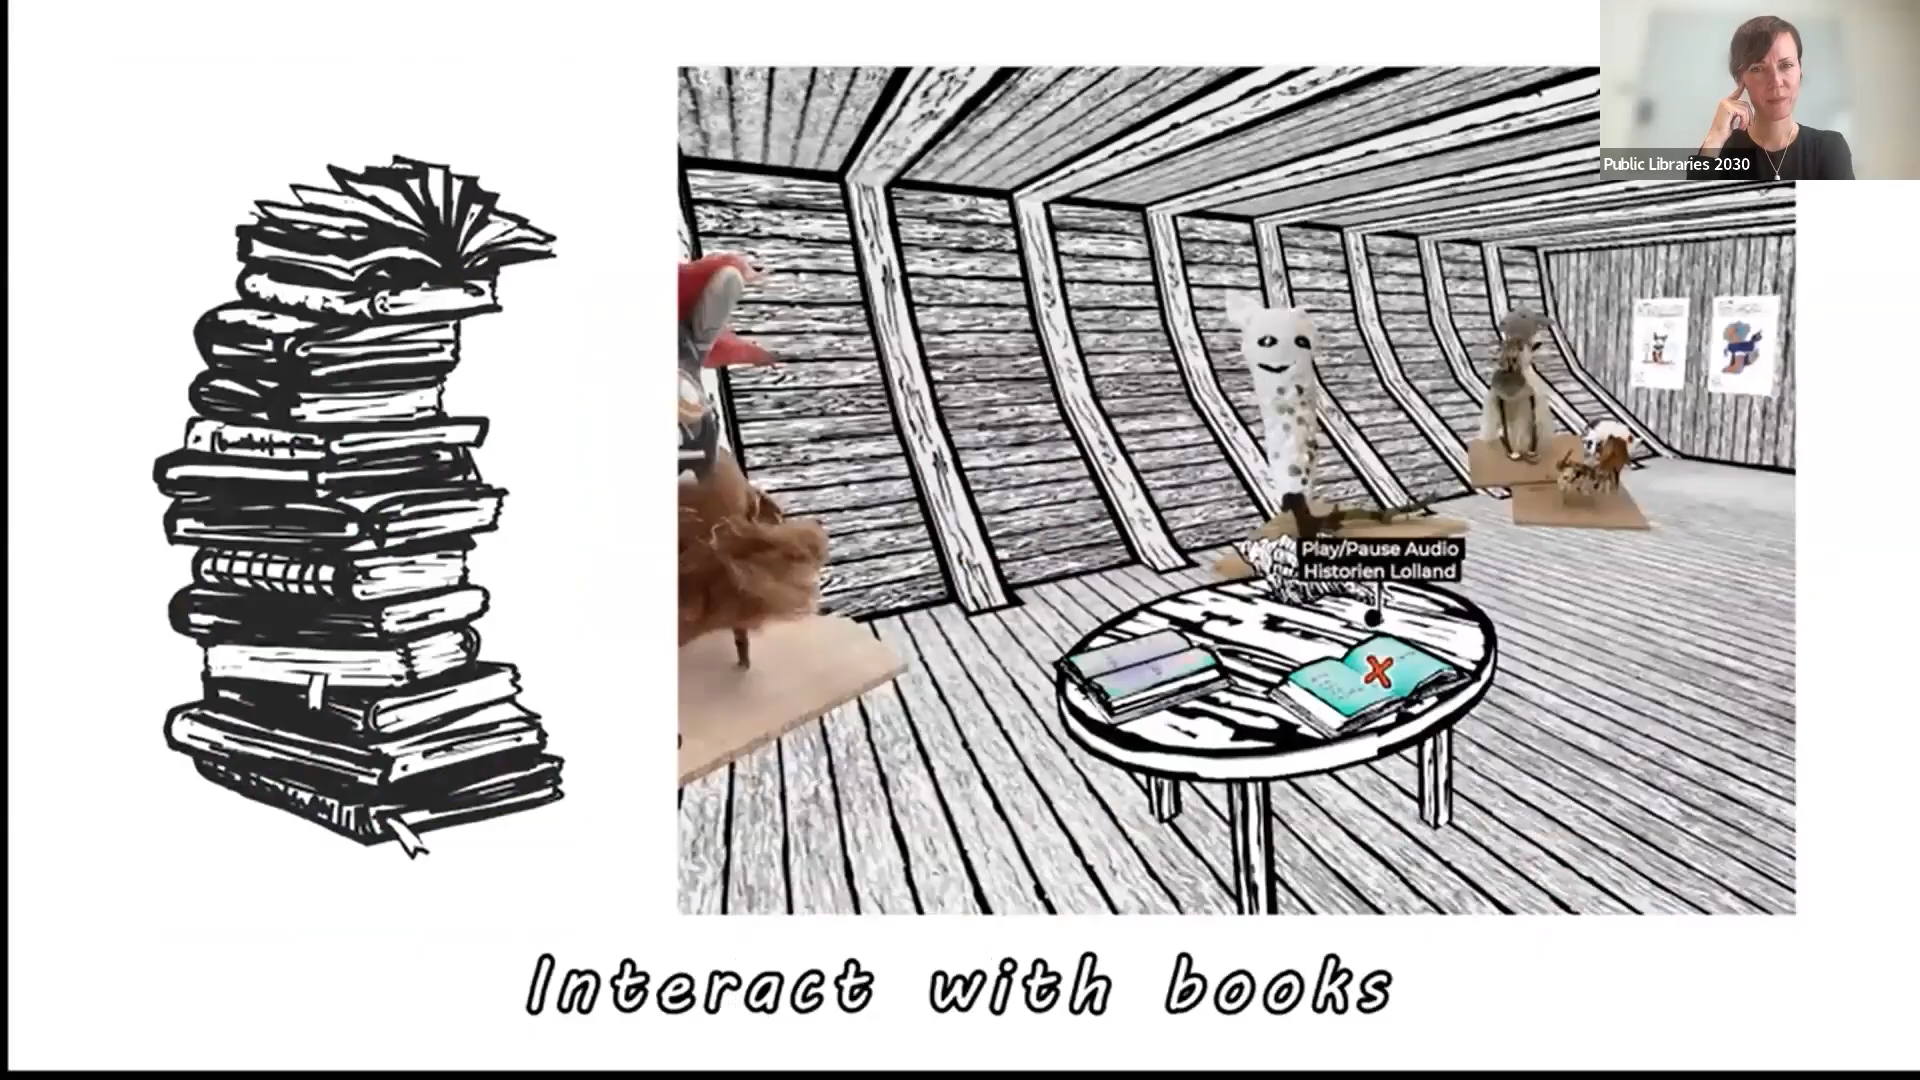 Public Libraries 2030
Play/Pause Audio
Historien Lolland
Interact with books